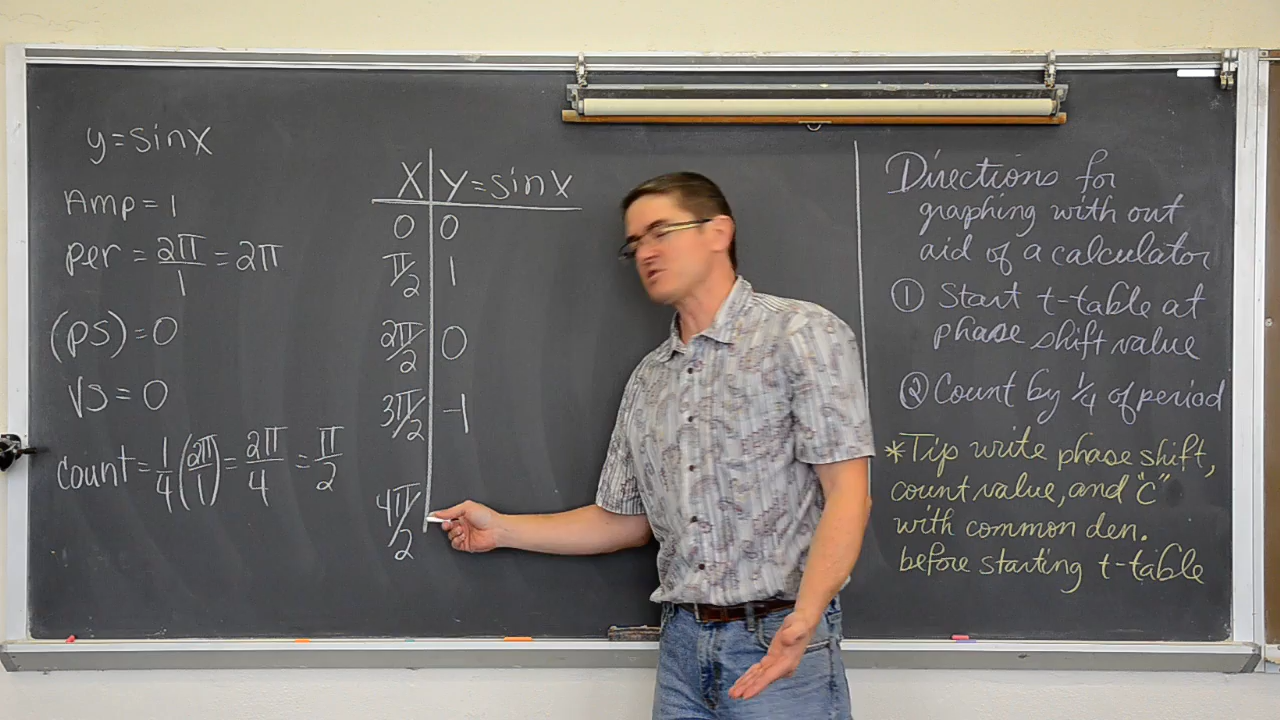 y=sinx
Amp=1
per = 2π/1 = 2π
(ps)=0
VS=0
count=1/4(2π/1)=2π/4=π/2
X y=sinx
0 0
π/2 1
2π/2 0
3π/2 -1
4π/2
Directions for
graphing with out
aid of a calculator
① Start t-table at
phase shift value
② Count by 1/4 of period
*Tip write phase shift,
count value, and "c"
with common den.
before starting t-table